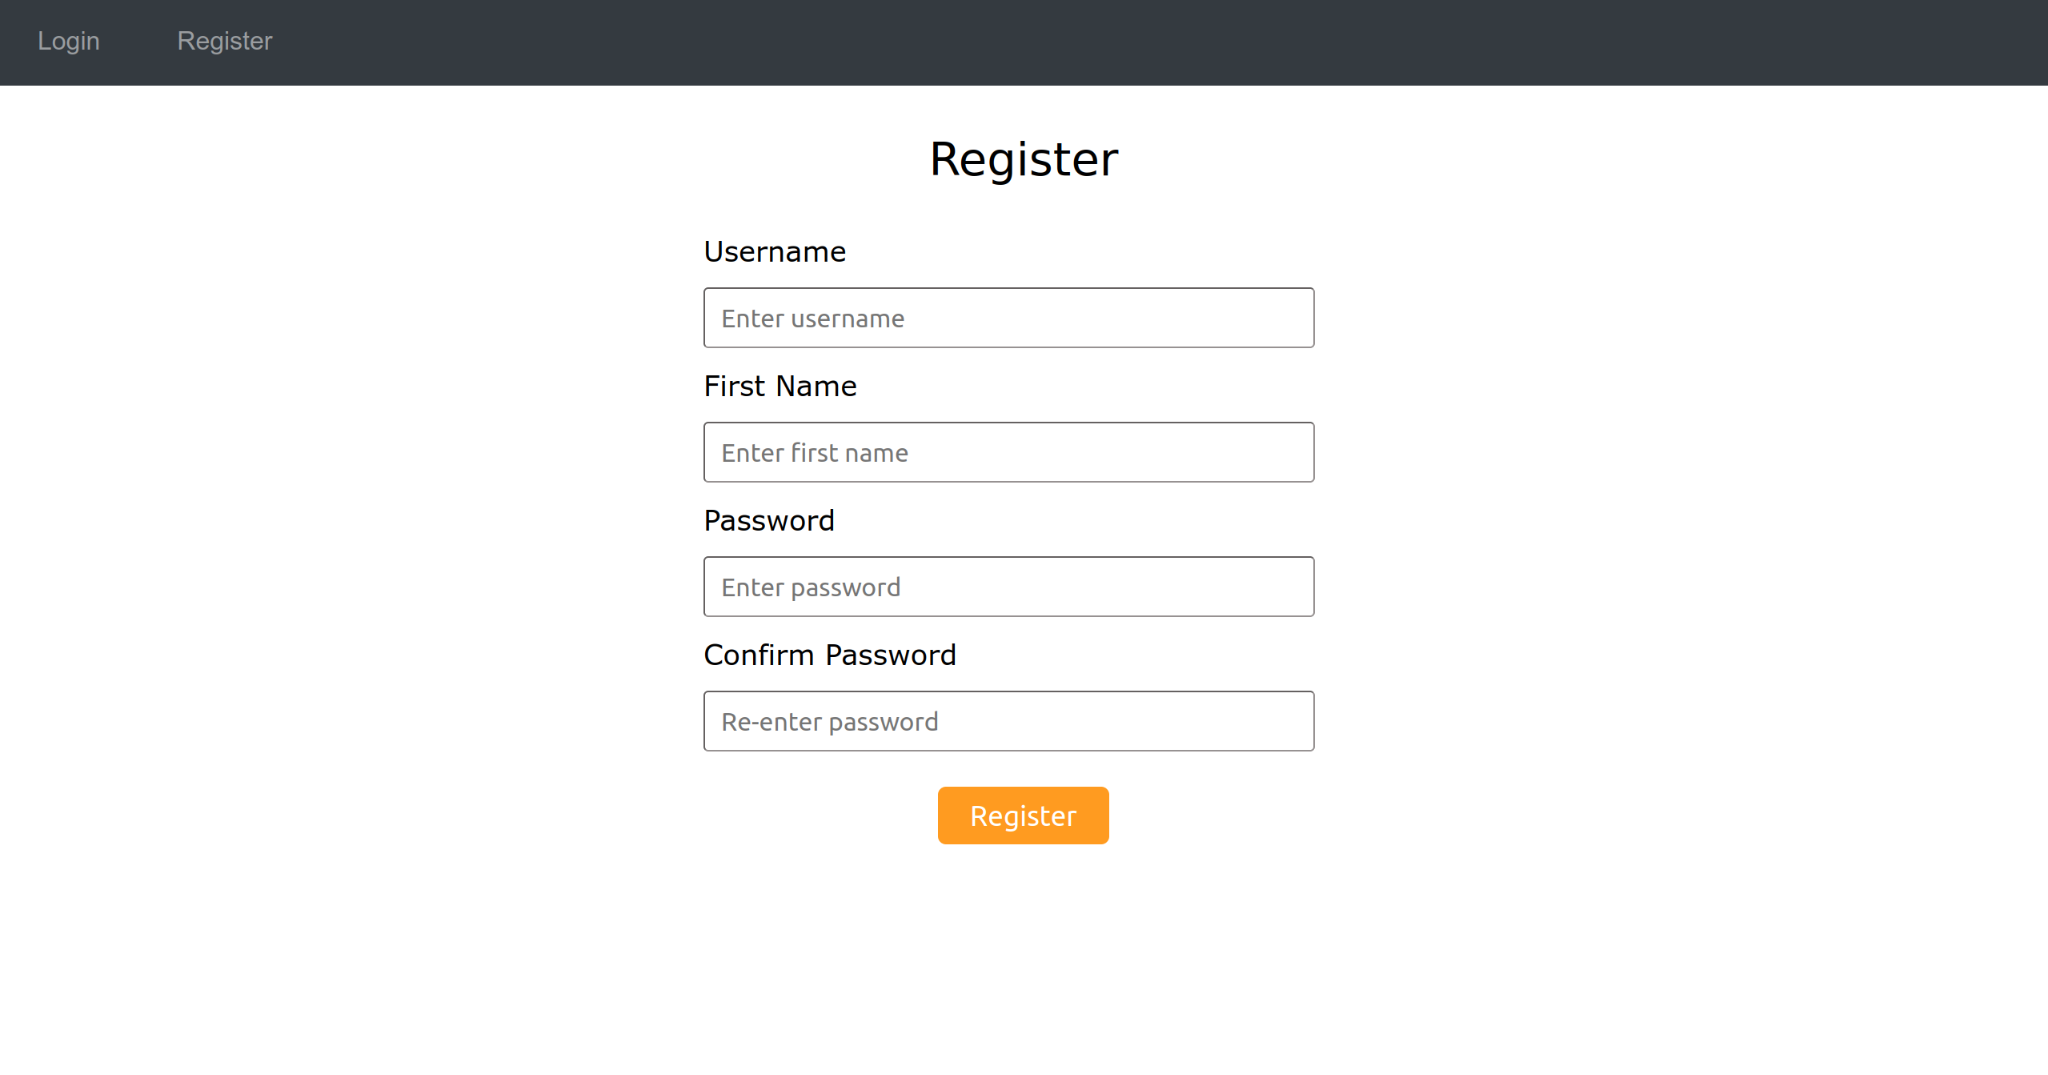 Login Register
Register
Username
Enter username
First Name
Enter first name
Password
Enter password
Confirm Password
Re-enter password
Register